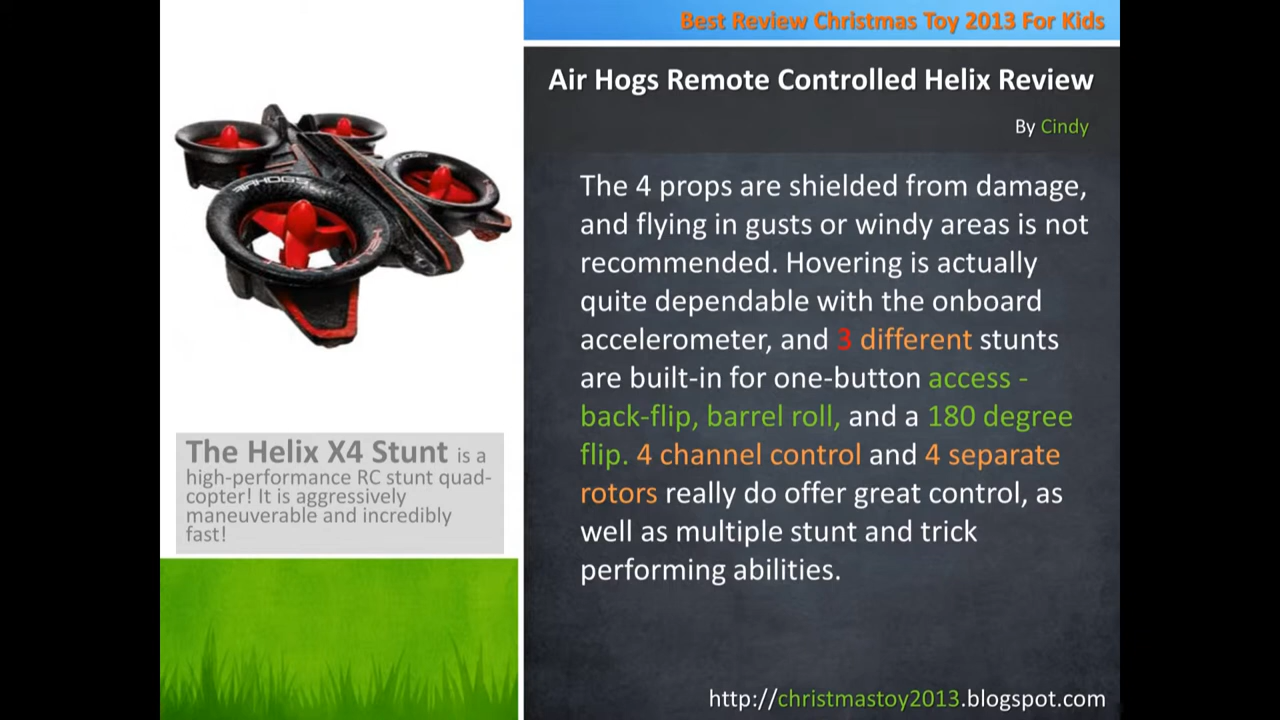 Best Review Christmas Toy 2013 For Kids
Air Hogs Remote Controlled Helix Review
By Cindy
The 4 props are shielded from damage,
and flying in gusts or windy areas is not
recommended. Hovering is actually
quite dependable with the onboard
accelerometer, and 3 different stunts
are built-in for one-button access -
back-flip, barrel roll, and a 180 degree
flip. 4 channel control and 4 separate
rotors really do offer great control, as
well as multiple stunt and trick
performing abilities.
AIRHOGS
AIRHOGS
The Helix X4 Stunt is a
high-performance RC stunt quad-
copter! It is aggressively
maneuverable and incredibly
fast!
http://christmastoy2013.blogspot.com